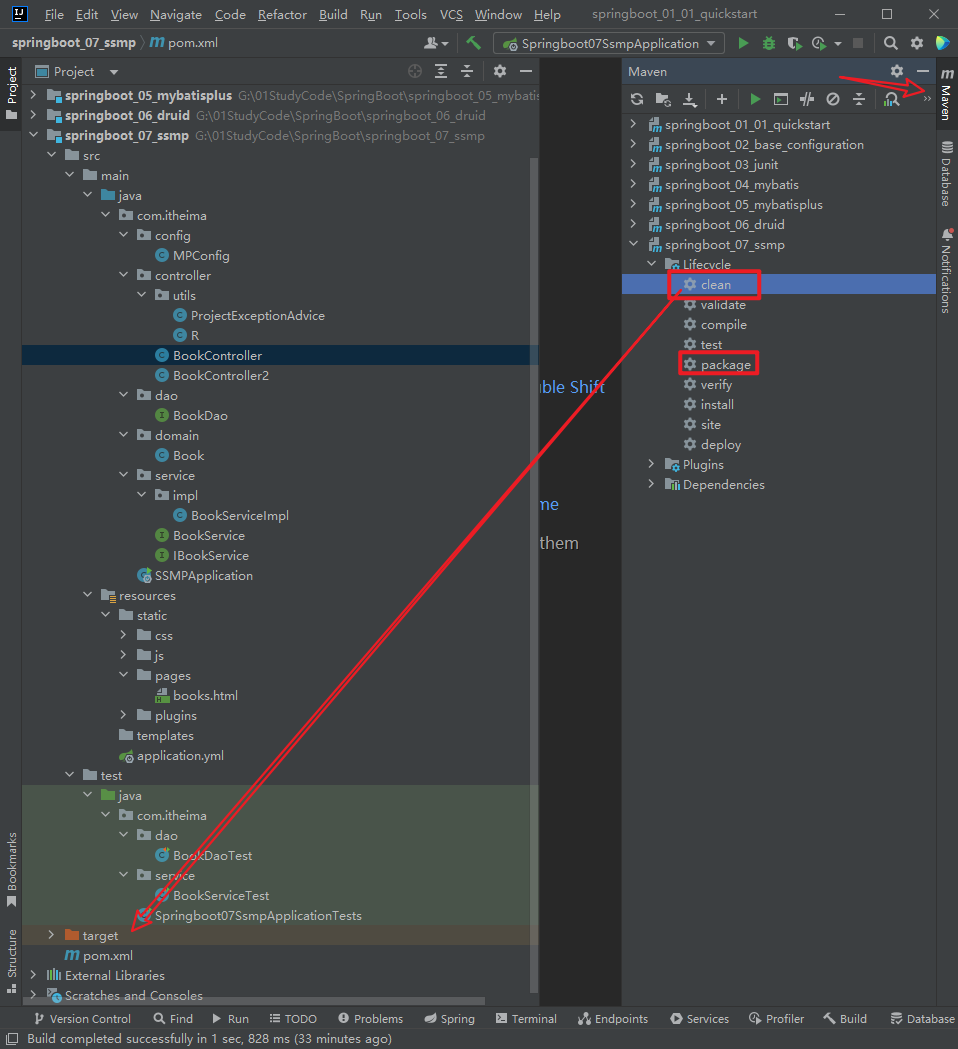 File Edit View Navigate Code Refactor Build Run Tools VCS Window Help springboot_01_01_quickstart
springboot_07_ssmp pom.xml Springboot07SsmpApplication
Project
Project
springboot_05_mybatisplus G:\01StudyCode\SpringBoot\springboot_05_mybatis
springboot_06_druid G:\01StudyCode\SpringBoot\springboot_06_druid
springboot_07_ssmp G:\01StudyCode\SpringBoot\springboot_07_ssmp
src
main
java
com.itheima
config
MPConfig
controller
utils
ProjectExceptionAdvice
R
BookController
BookController2
dao
BookDao
domain
Book
service
impl
BookServiceImpl
BookService
IBookService
SSMPApplication
resources
static
css
js
pages
books.html
plugins
templates
application.yml
test
java
com.itheima
dao
BookDaoTest
service
BookServiceTest
Springboot07SsmpApplicationTests
target
pom.xml
External Libraries
Scratches and Consoles
Bookmarks
Structure
ble Shift
me
them
Maven
springboot_01_01_quickstart
springboot_02_base_configuration
springboot_03_junit
springboot_04_mybatis
springboot_05_mybatisplus
springboot_06_druid
springboot_07_ssmp
Lifecycle
clean
validate
compile
test
package
verify
install
site
deploy
Plugins
Dependencies
Maven
Database
Notifications
Version Control Find Run TODO Problems Spring Terminal Endpoints Services Profiler Build Database
Build completed successfully in 1 sec, 828 ms (33 minutes ago)